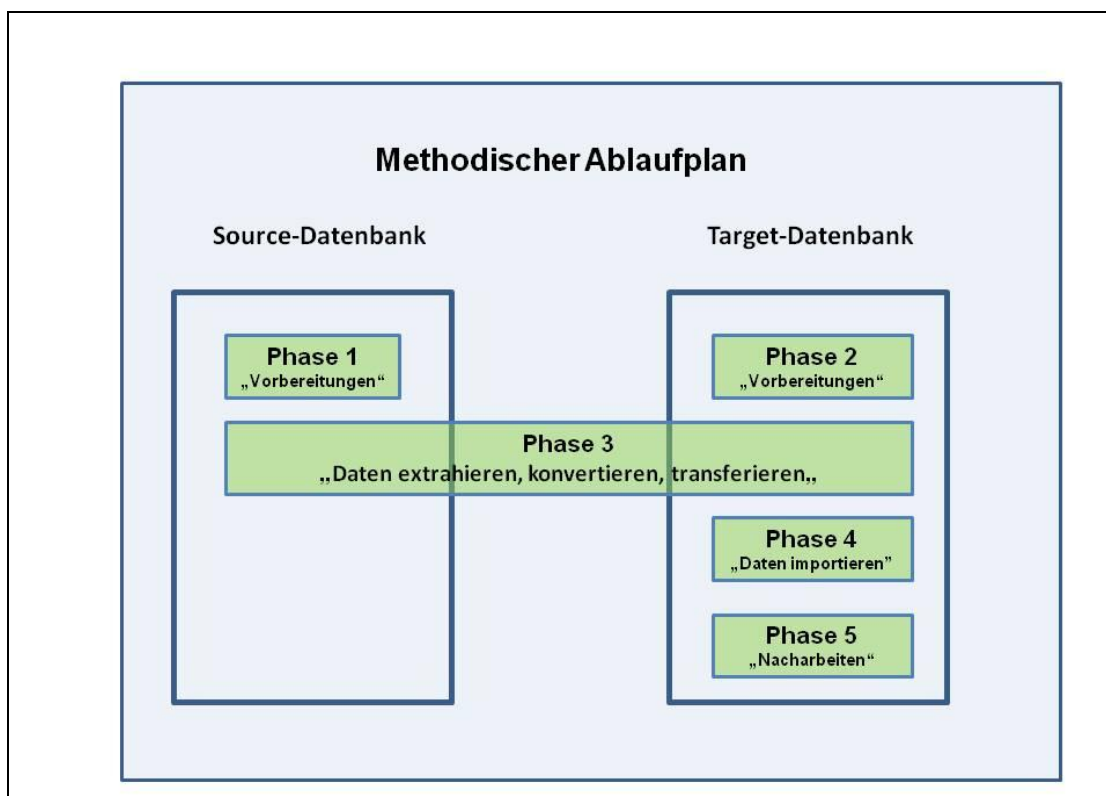 Methodischer Ablaufplan
Source-Datenbank
Target-Datenbank
Phase 1
„Vorbereitungen“
Phase 2
„Vorbereitungen“
Phase 3
„Daten extrahieren, konvertieren, transferieren„
Phase 4
„Daten importieren”
Phase 5
„Nacharbeiten“